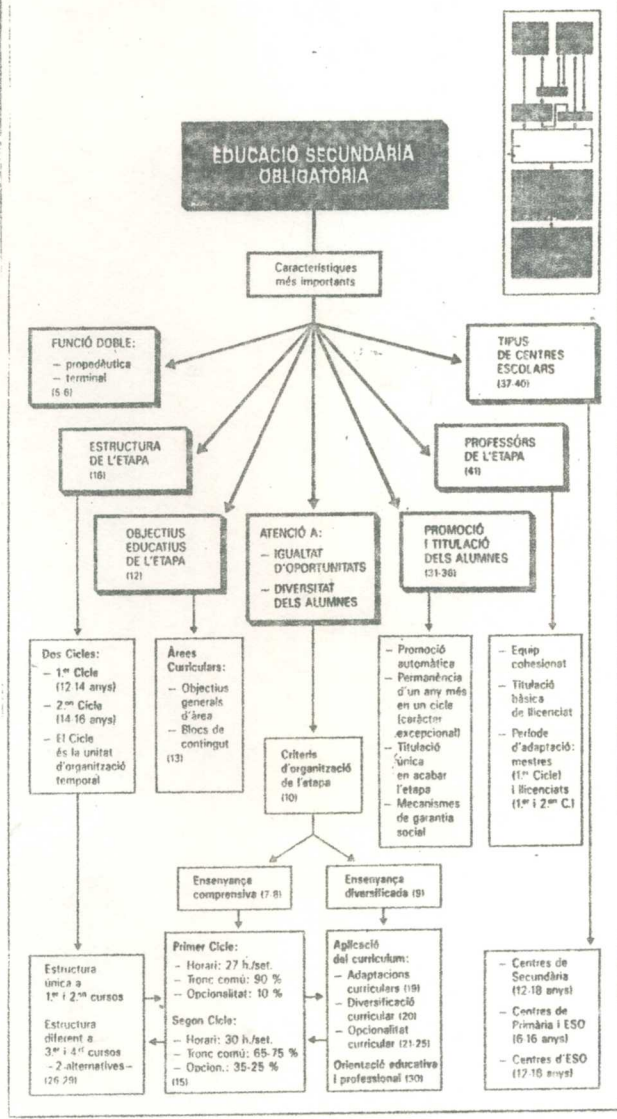 EDUCACIÓ SECUNDÀRIA
OBLIGATÒRIA
Característiques
més importants
FUNCIÓ DOBLE:
– propedèutica
– terminal
(5-6)
TIPUS
DE CENTRES
ESCOLARS
(37-40)
ESTRUCTURA
DE L'ETAPA
(16)
PROFESSÓRS
DE L'ETAPA
(41)
OBJECTIUS
EDUCATIUS
DE L'ETAPA
(12)
ATENCIÓ A:
– IGUALTAT
D'OPORTUNITATS
– DIVERSITAT
DELS ALUMNES
PROMOCIÓ
I TITULACIÓ
DELS ALUMNES
(31-36)
Dos Cicles:
– 1.er Cicle
(12-14 anys)
– 2.on Cicle
(14-16 anys)
– El Cicle
és la unitat
d'organització
temporal
Àrees
Curriculars:
– Objectius
generals
d'àrea
– Blocs de
contingut
(13)
Criteris
d'organització
de l'etapa
(10)
– Promoció
automàtica
– Permanència
d'un any més
en un cicle
(caràcter
excepcional)
– Titulació
única
en acabar
l'etapa
– Mecanismes
de garantia
social
– Equip
cohesionat
– Titulació
bàsica
de llicenciat
– Període
d'adaptació:
mestres
(1.er Cicle)
i llicenciats
(1.er i 2.on C.)
Ensenyança
comprensiva (7-8)
Ensenyança
diversificada (9)
Estructura
única a
1.er i 2.on cursos
Estructura
diferent a
3.er i 4.rt cursos
– 2 alternatives –
(26-29)
Primer Cicle:
– Horari: 27 h./set.
– Tronc comú: 90 %
– Opcionalitat: 10 %
Segon Cicle:
– Horari: 30 h./set.
– Tronc comú: 65-75 %
– Opcion.: 35-25 %
(15)
Aplicació
del curriculum:
– Adaptacions
curriculars (19)
– Diversificació
curricular (20)
– Opcionalitat
curricular (21-25)
Orientació educativa
i professional (30)
– Centres de
Secundària
(12-18 anys)
– Centres de
Primària i ESO
(6-16 anys)
– Centres d'ESO
(12-16 anys)